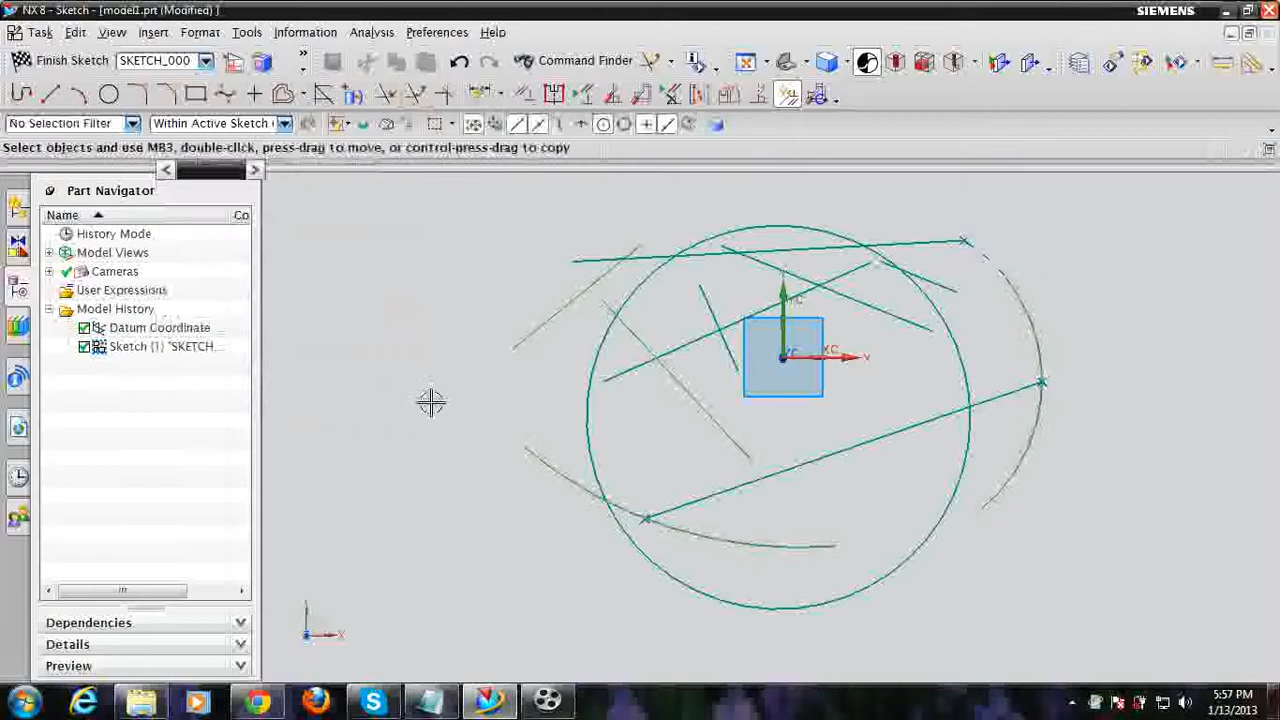 NX 8 - Sketch - [model1.prt (Modified) ]
SIEMENS
Task Edit View Insert Format Tools Information Analysis Preferences Help
Finish Sketch SKETCH_000 » Command Finder
No Selection Filter Within Active Sketch
Select objects and use MB3, double-click, press-drag to move, or control-press-drag to copy
Part Navigator
Name Co
History Mode
Model Views
Cameras
User Expressions
Model History
Datum Coordinate
Sketch (1) "SKETCH...
XC
Y
X
Dependencies
Details
Preview
5:57 PM
1/13/2013